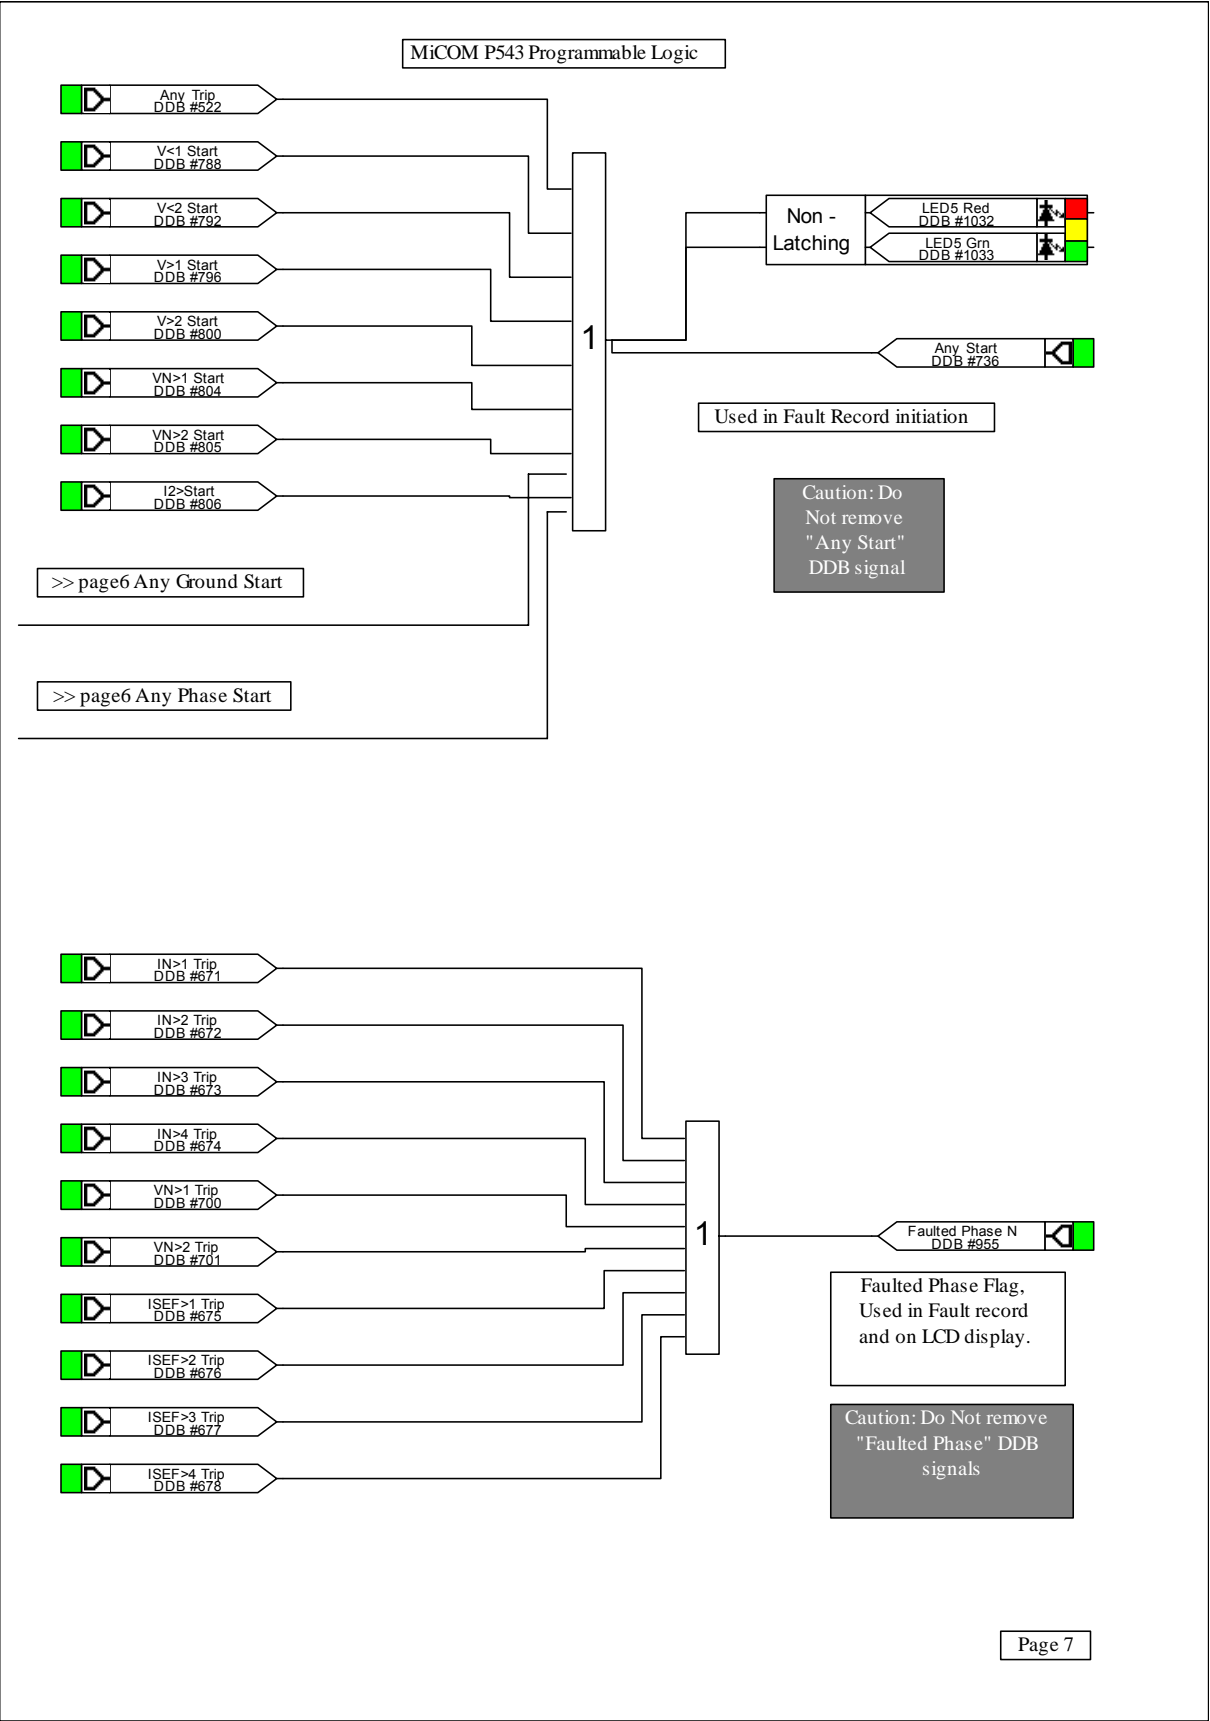 MiCOM P543 Programmable Logic
Any Trip
DDB #522
V<1 Start
DDB #788
V<2 Start
DDB #792
V>1 Start
DDB #796
V>2 Start
DDB #800
VN>1 Start
DDB #804
VN>2 Start
DDB #805
I2>Start
DDB #806
1
Non -
Latching
LED5 Red
DDB #1032
LED5 Grn
DDB #1033
Any Start
DDB #736
Used in Fault Record initiation
Caution: Do
Not remove
"Any Start"
DDB signal
>> page6 Any Ground Start
>> page6 Any Phase Start
IN>1 Trip
DDB #671
IN>2 Trip
DDB #672
IN>3 Trip
DDB #673
IN>4 Trip
DDB #674
VN>1 Trip
DDB #700
VN>2 Trip
DDB #701
ISEF>1 Trip
DDB #675
ISEF>2 Trip
DDB #676
ISEF>3 Trip
DDB #677
ISEF>4 Trip
DDB #678
1
Faulted Phase N
DDB #955
Faulted Phase Flag,
Used in Fault record
and on LCD display.
Caution: Do Not remove
"Faulted Phase" DDB
signals
Page 7